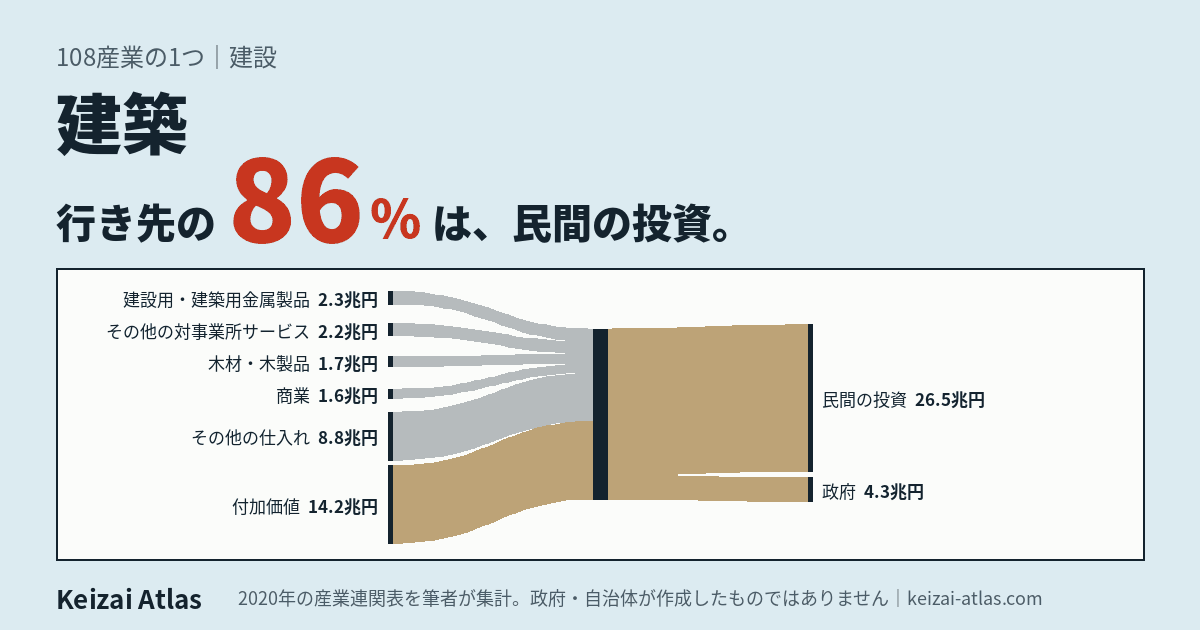 108産業の1つ｜建設
建築
行き先の 86% は、民間の投資。
建設用・建築用金属製品 2.3兆円
その他の対事業所サービス 2.2兆円
木材・木製品 1.7兆円
商業 1.6兆円
その他の仕入れ 8.8兆円
付加価値 14.2兆円
民間の投資 26.5兆円
政府 4.3兆円
Keizai Atlas 2020年の産業連関表を筆者が集計。政府・自治体が作成したものではありません｜keizai-atlas.com